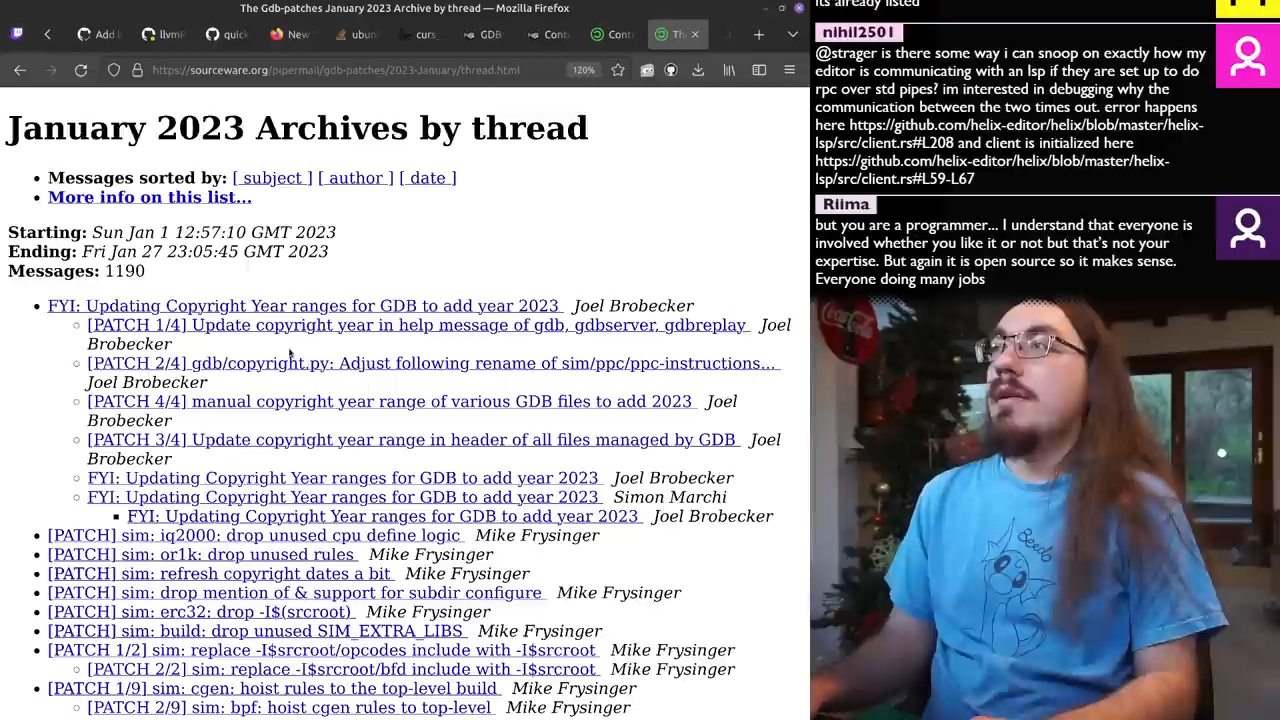 The Gdb-patches January 2023 Archive by thread — Mozilla Firefox
Add l
llvm
quick
New
ubun
curs_
GDB
Cont
Conti
The
https://sourceware.org/pipermail/gdb-patches/2023-January/thread.html
120%
January 2023 Archives by thread
• Messages sorted by: [ subject ] [ author ] [ date ]
• More info on this list...
Starting: Sun Jan 1 12:57:10 GMT 2023
Ending: Fri Jan 27 23:05:45 GMT 2023
Messages: 1190
• FYI: Updating Copyright Year ranges for GDB to add year 2023 Joel Brobecker
◦ [PATCH 1/4] Update copyright year in help message of gdb, gdbserver, gdbreplay Joel
Brobecker
◦ [PATCH 2/4] gdb/copyright.py: Adjust following rename of sim/ppc/ppc-instructions...
Joel Brobecker
◦ [PATCH 4/4] manual copyright year range of various GDB files to add 2023 Joel
Brobecker
◦ [PATCH 3/4] Update copyright year range in header of all files managed by GDB Joel
Brobecker
◦ FYI: Updating Copyright Year ranges for GDB to add year 2023 Joel Brobecker
◦ FYI: Updating Copyright Year ranges for GDB to add year 2023 Simon Marchi
▪ FYI: Updating Copyright Year ranges for GDB to add year 2023 Joel Brobecker
• [PATCH] sim: iq2000: drop unused cpu define logic Mike Frysinger
• [PATCH] sim: or1k: drop unused rules Mike Frysinger
• [PATCH] sim: refresh copyright dates a bit Mike Frysinger
• [PATCH] sim: drop mention of & support for subdir configure Mike Frysinger
• [PATCH] sim: erc32: drop -I$(srcroot) Mike Frysinger
• [PATCH] sim: build: drop unused SIM_EXTRA_LIBS Mike Frysinger
• [PATCH 1/2] sim: replace -I$srcroot/opcodes include with -I$srcroot Mike Frysinger
◦ [PATCH 2/2] sim: replace -I$srcroot/bfd include with -I$srcroot Mike Frysinger
• [PATCH 1/9] sim: cgen: hoist rules to the top-level build Mike Frysinger
◦ [PATCH 2/9] sim: bpf: hoist cgen rules to top-level Mike Frysinger
its already listed
nihil2501
@strager is there some way i can snoop on exactly how my
editor is communicating with an lsp if they are set up to do
rpc over std pipes? im interested in debugging why the
communication between the two times out. error happens
here https://github.com/helix-editor/helix/blob/master/helix-
lsp/src/client.rs#L208 and client is initialized here
https://github.com/helix-editor/helix/blob/master/helix-
lsp/src/client.rs#L59-L67
Riima
but you are a programmer... I understand that everyone is
involved whether you like it or not but that's not your
expertise. But again it is open source so it makes sense.
Everyone doing many jobs
Coca-Cola
Beedo